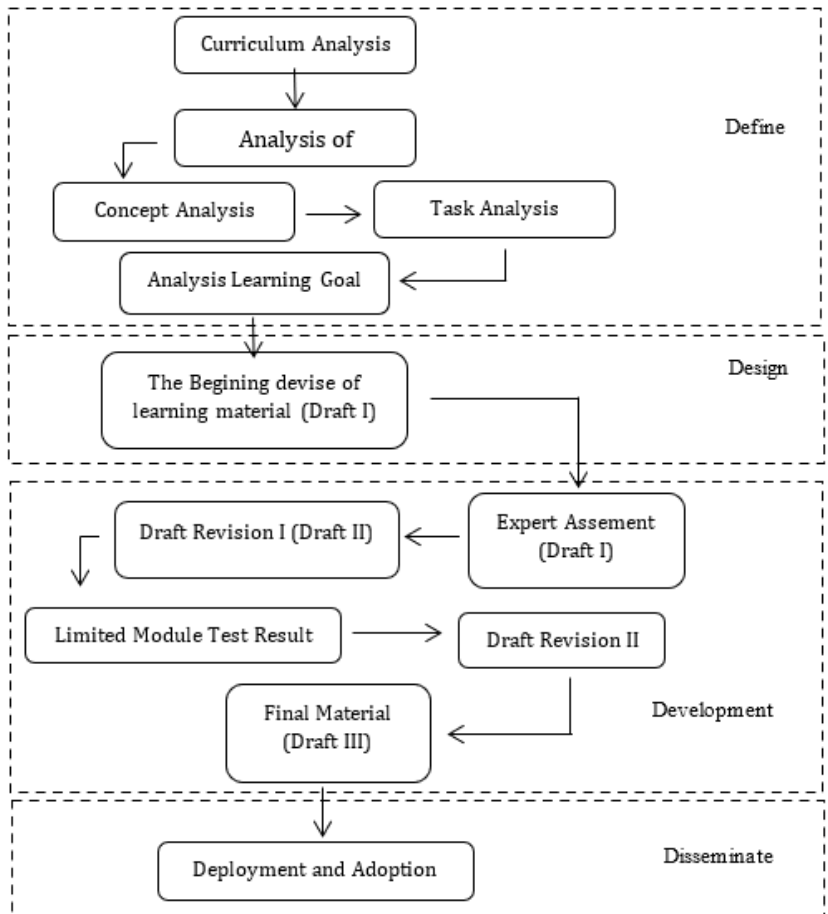 Curriculum Analysis
Define
Analysis of
Concept Analysis
Task Analysis
Analysis Learning Goal
Design
The Begining devise of
learning material (Draft I)
Expert Assement
(Draft I)
Draft Revision I (Draft II)
Limited Module Test Result
Draft Revision II
Final Material
(Draft III)
Development
Deployment and Adoption
Disseminate